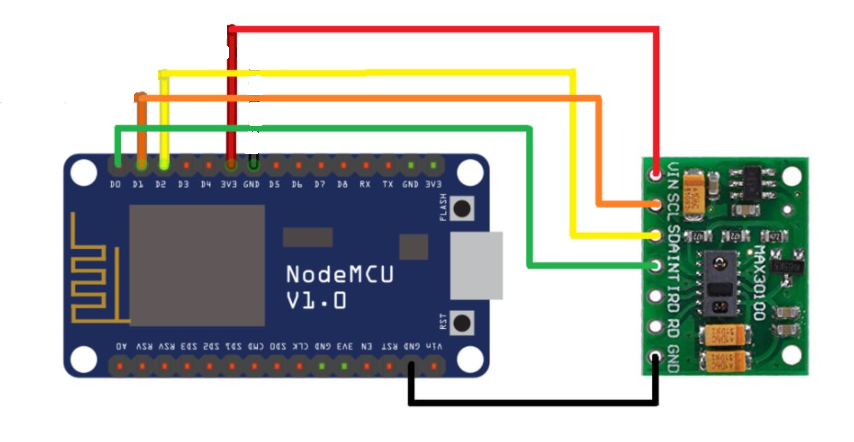 D0 D1 D2 D3 D4 3V3 GND D5 D6 D7 D8 RX TX GND 3V3
FLASH
NodeMCU
V1.0
RST
A0 RSV RSV SD3 SD2 SD1 CMD SD0 CLK GND 3V3 EN RST GND Vin
VIN SCL SDA INT IRD RD GND
MAX30100